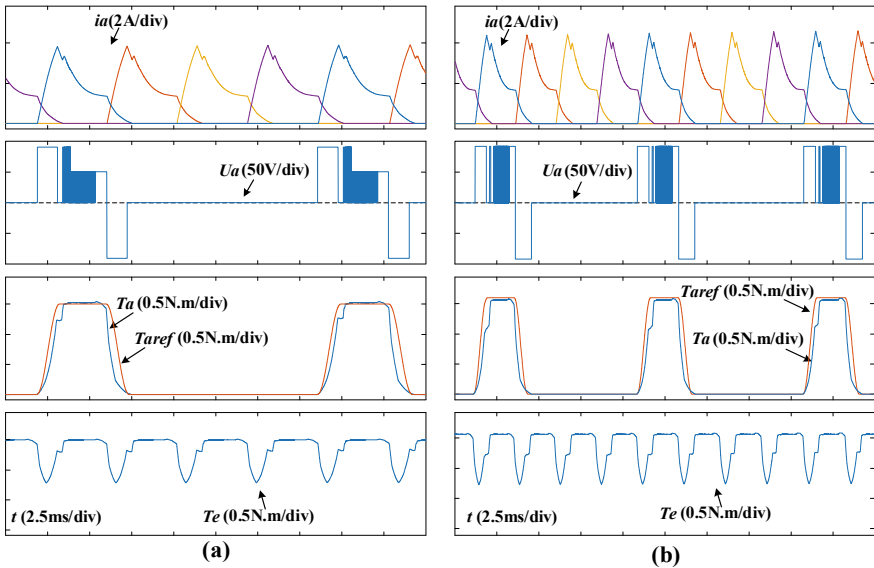 ia(2A/div)
Ua (50V/div)
Ta (0.5N.m/div)
Taref (0.5N.m/div)
t (2.5ms/div)
Te (0.5N.m/div)
(a)
ia(2A/div)
Ua (50V/div)
Taref (0.5N.m/div)
Ta (0.5N.m/div)
t (2.5ms/div)
Te (0.5N.m/div)
(b)